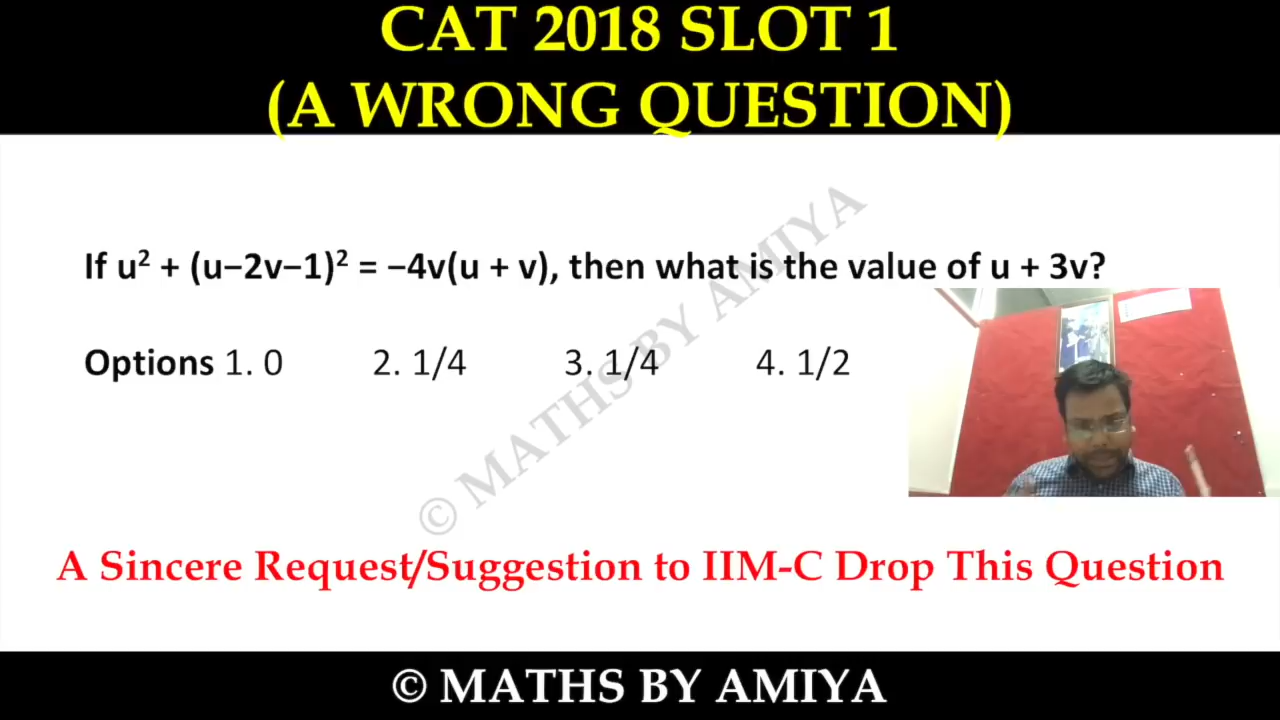 CAT 2018 SLOT 1
(A WRONG QUESTION)
If u² + (u−2v−1)² = −4v(u + v), then what is the value of u + 3v?
Options 1. 0 2. 1/4 3. 1/4 4. 1/2
© MATHS BY AMIYA
A Sincere Request/Suggestion to IIM-C Drop This Question
© MATHS BY AMIYA